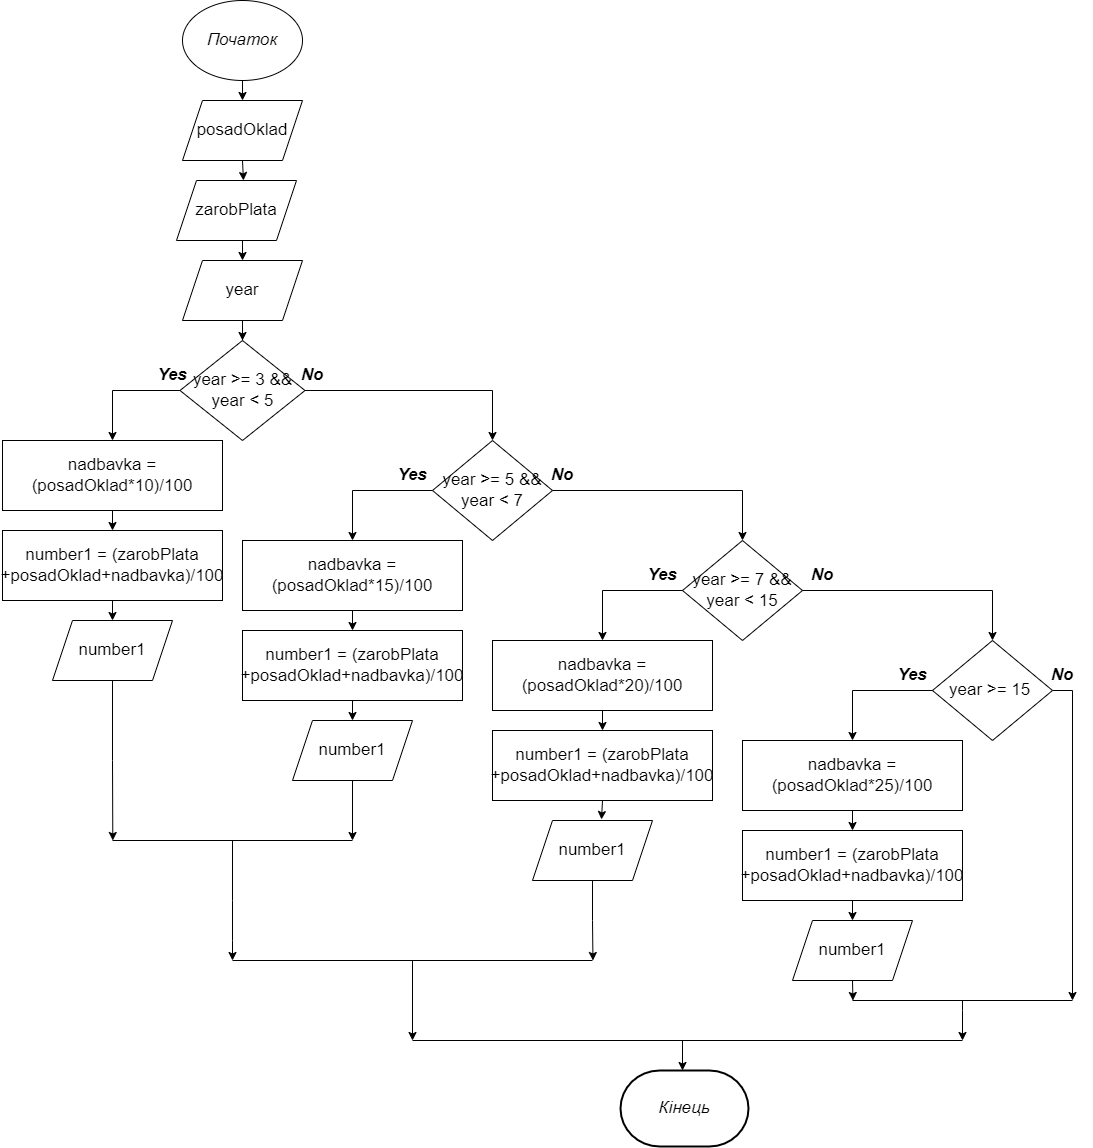 Початок
posadOklad
zarobPlata
year
Yes
year >= 3 &&
year < 5
No
nadbavka =
(posadOklad*10)/100
number1 = (zarobPlata
+posadOklad+nadbavka)/100
number1
Yes
year >= 5 &&
year < 7
No
nadbavka =
(posadOklad*15)/100
number1 = (zarobPlata
+posadOklad+nadbavka)/100
number1
Yes
year >= 7 &&
year < 15
No
nadbavka =
(posadOklad*20)/100
number1 = (zarobPlata
+posadOklad+nadbavka)/100
number1
Yes
year >= 15
No
nadbavka =
(posadOklad*25)/100
number1 = (zarobPlata
+posadOklad+nadbavka)/100
number1
Кінець